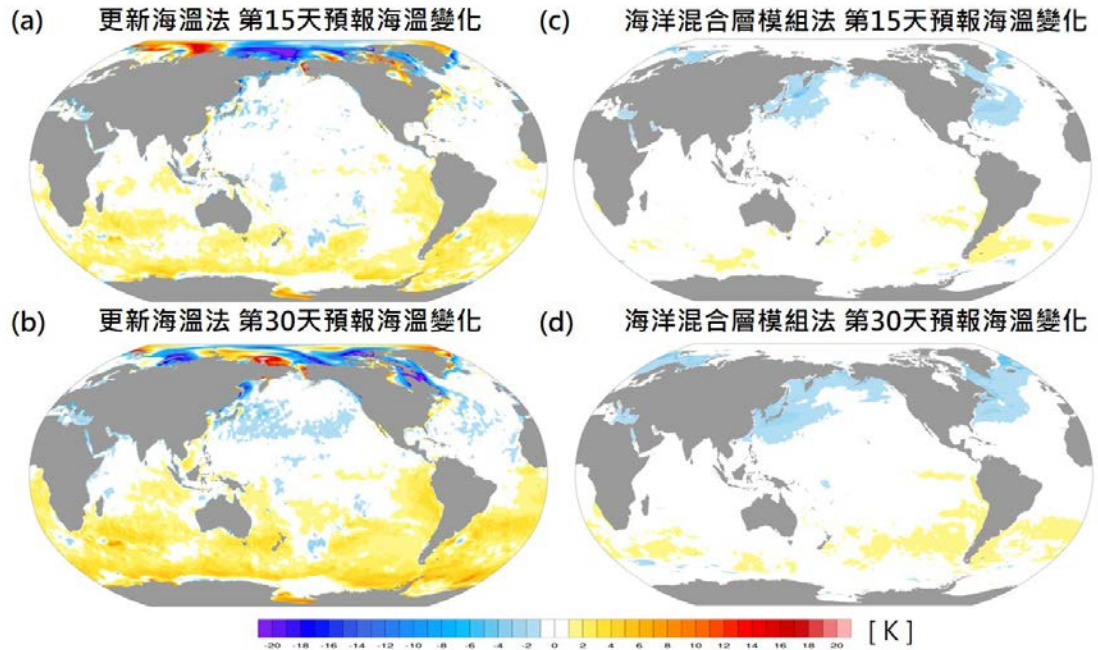 (a) 更新海溫法 第15天預報海溫變化
(c) 海洋混合層模組法 第15天預報海溫變化
(b) 更新海溫法 第30天預報海溫變化
(d) 海洋混合層模組法 第30天預報海溫變化
-20 -18 -16 -14 -12 -10 -8 -6 -4 -2 0 2 4 6 8 10 12 14 16 18 20 [ K ]